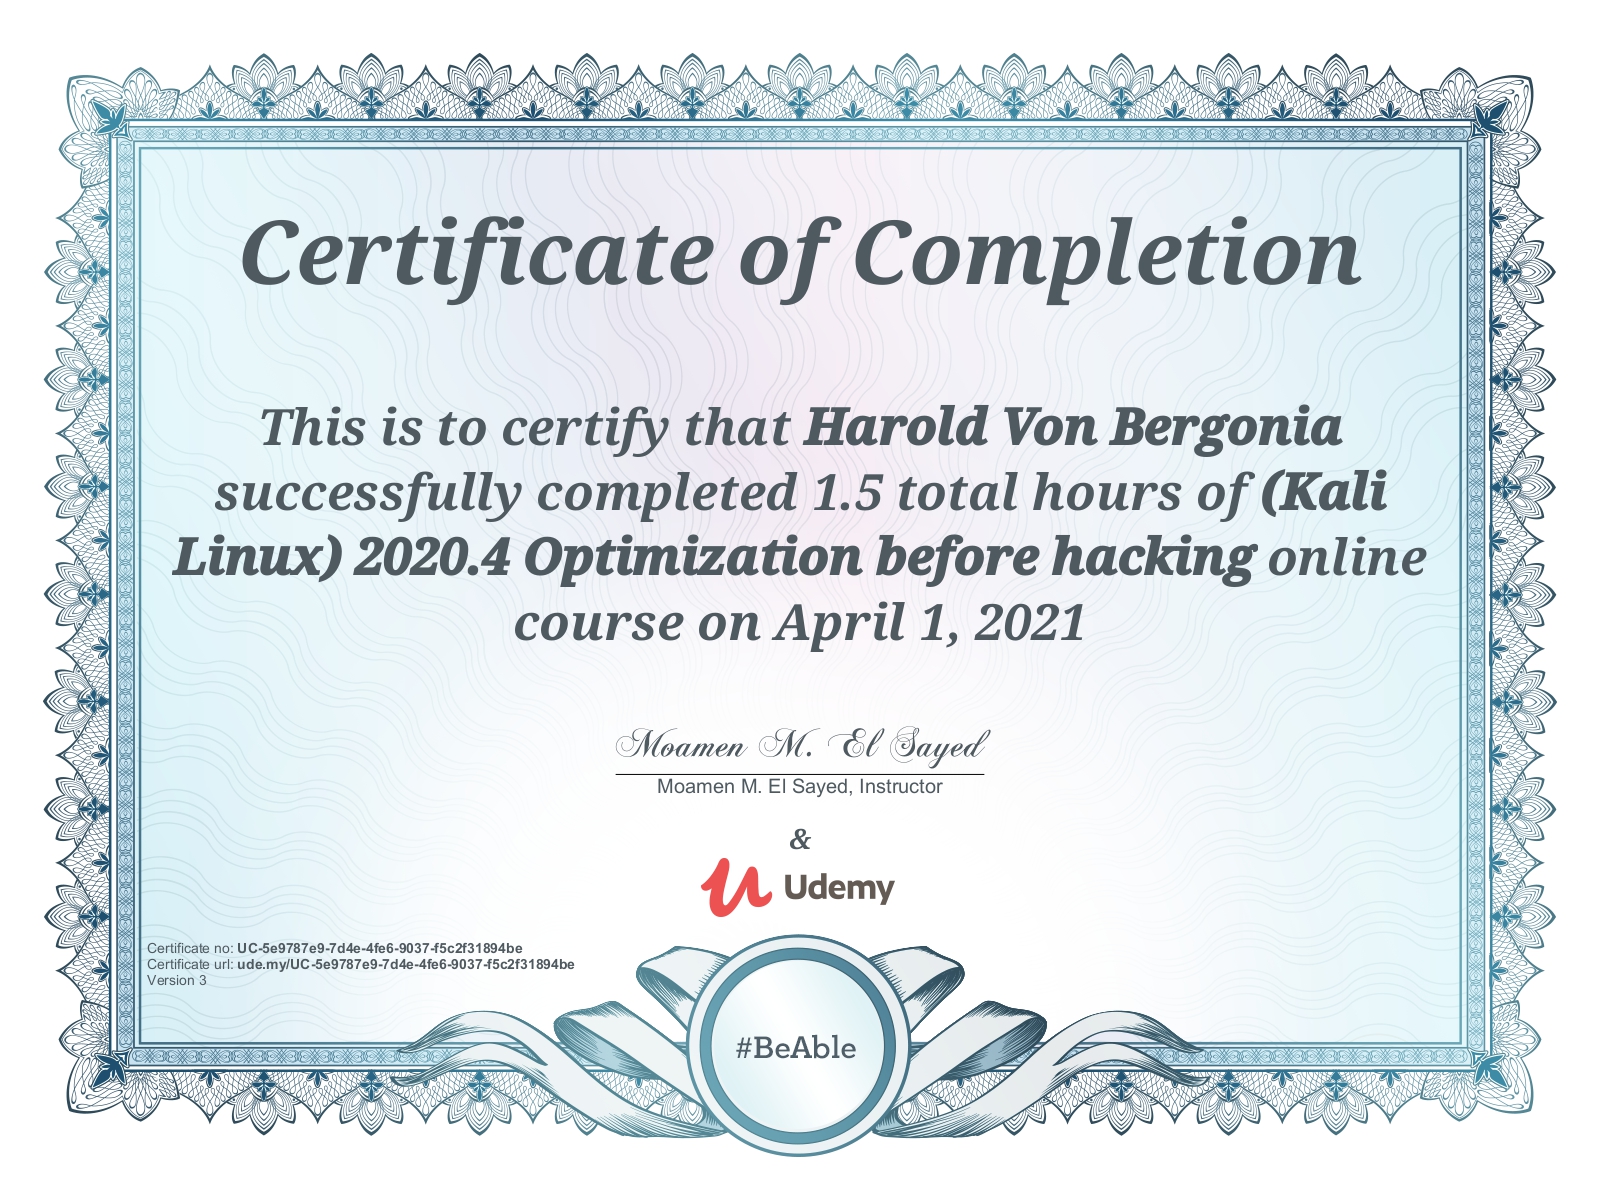 Certificate of Completion
This is to certify that Harold Von Bergonia
successfully completed 1.5 total hours of (Kali
Linux) 2020.4 Optimization before hacking online
course on April 1, 2021
Moamen M. El Sayed
Moamen M. El Sayed, Instructor
&
Udemy
Certificate no: UC-5e9787e9-7d4e-4fe6-9037-f5c2f31894be
Certificate url: ude.my/UC-5e9787e9-7d4e-4fe6-9037-f5c2f31894be
Version 3
#BeAble